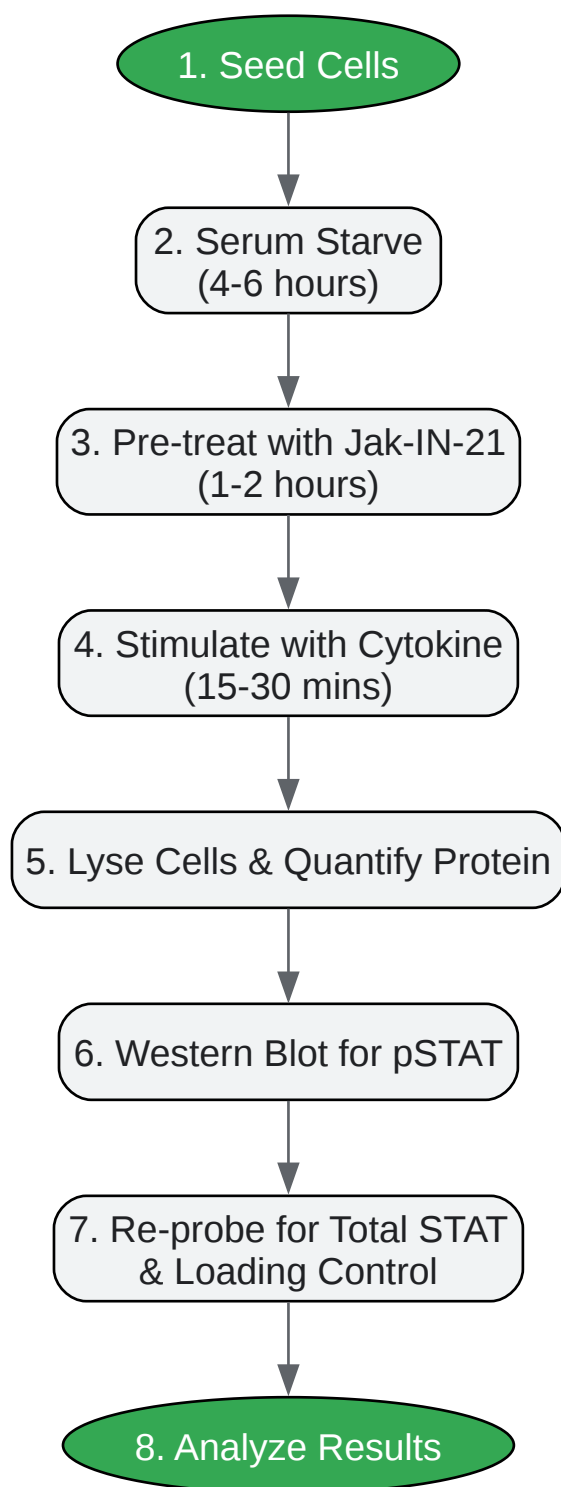 1. Seed Cells
2. Serum Starve
(4-6 hours)
3. Pre-treat with Jak-IN-21
(1-2 hours)
4. Stimulate with Cytokine
(15-30 mins)
5. Lyse Cells & Quantify Protein
6. Western Blot for pSTAT
7. Re-probe for Total STAT
& Loading Control
8. Analyze Results